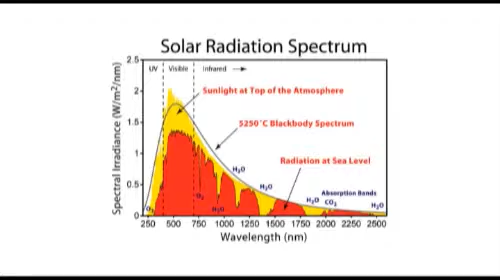 Solar Radiation Spectrum
UV Visible Infrared
Sunlight at Top of the Atmosphere
5250°C Blackbody Spectrum
Radiation at Sea Level
Absorption Bands
H₂O
H₂O
H₂O CO₂ H₂O
O₃ O₂ H₂O
Spectral Irradiance (W/m²/nm)
2.5
2
1.5
1
0.5
0
250 500 750 1000 1250 1500 1750 2000 2250 2500
Wavelength (nm)